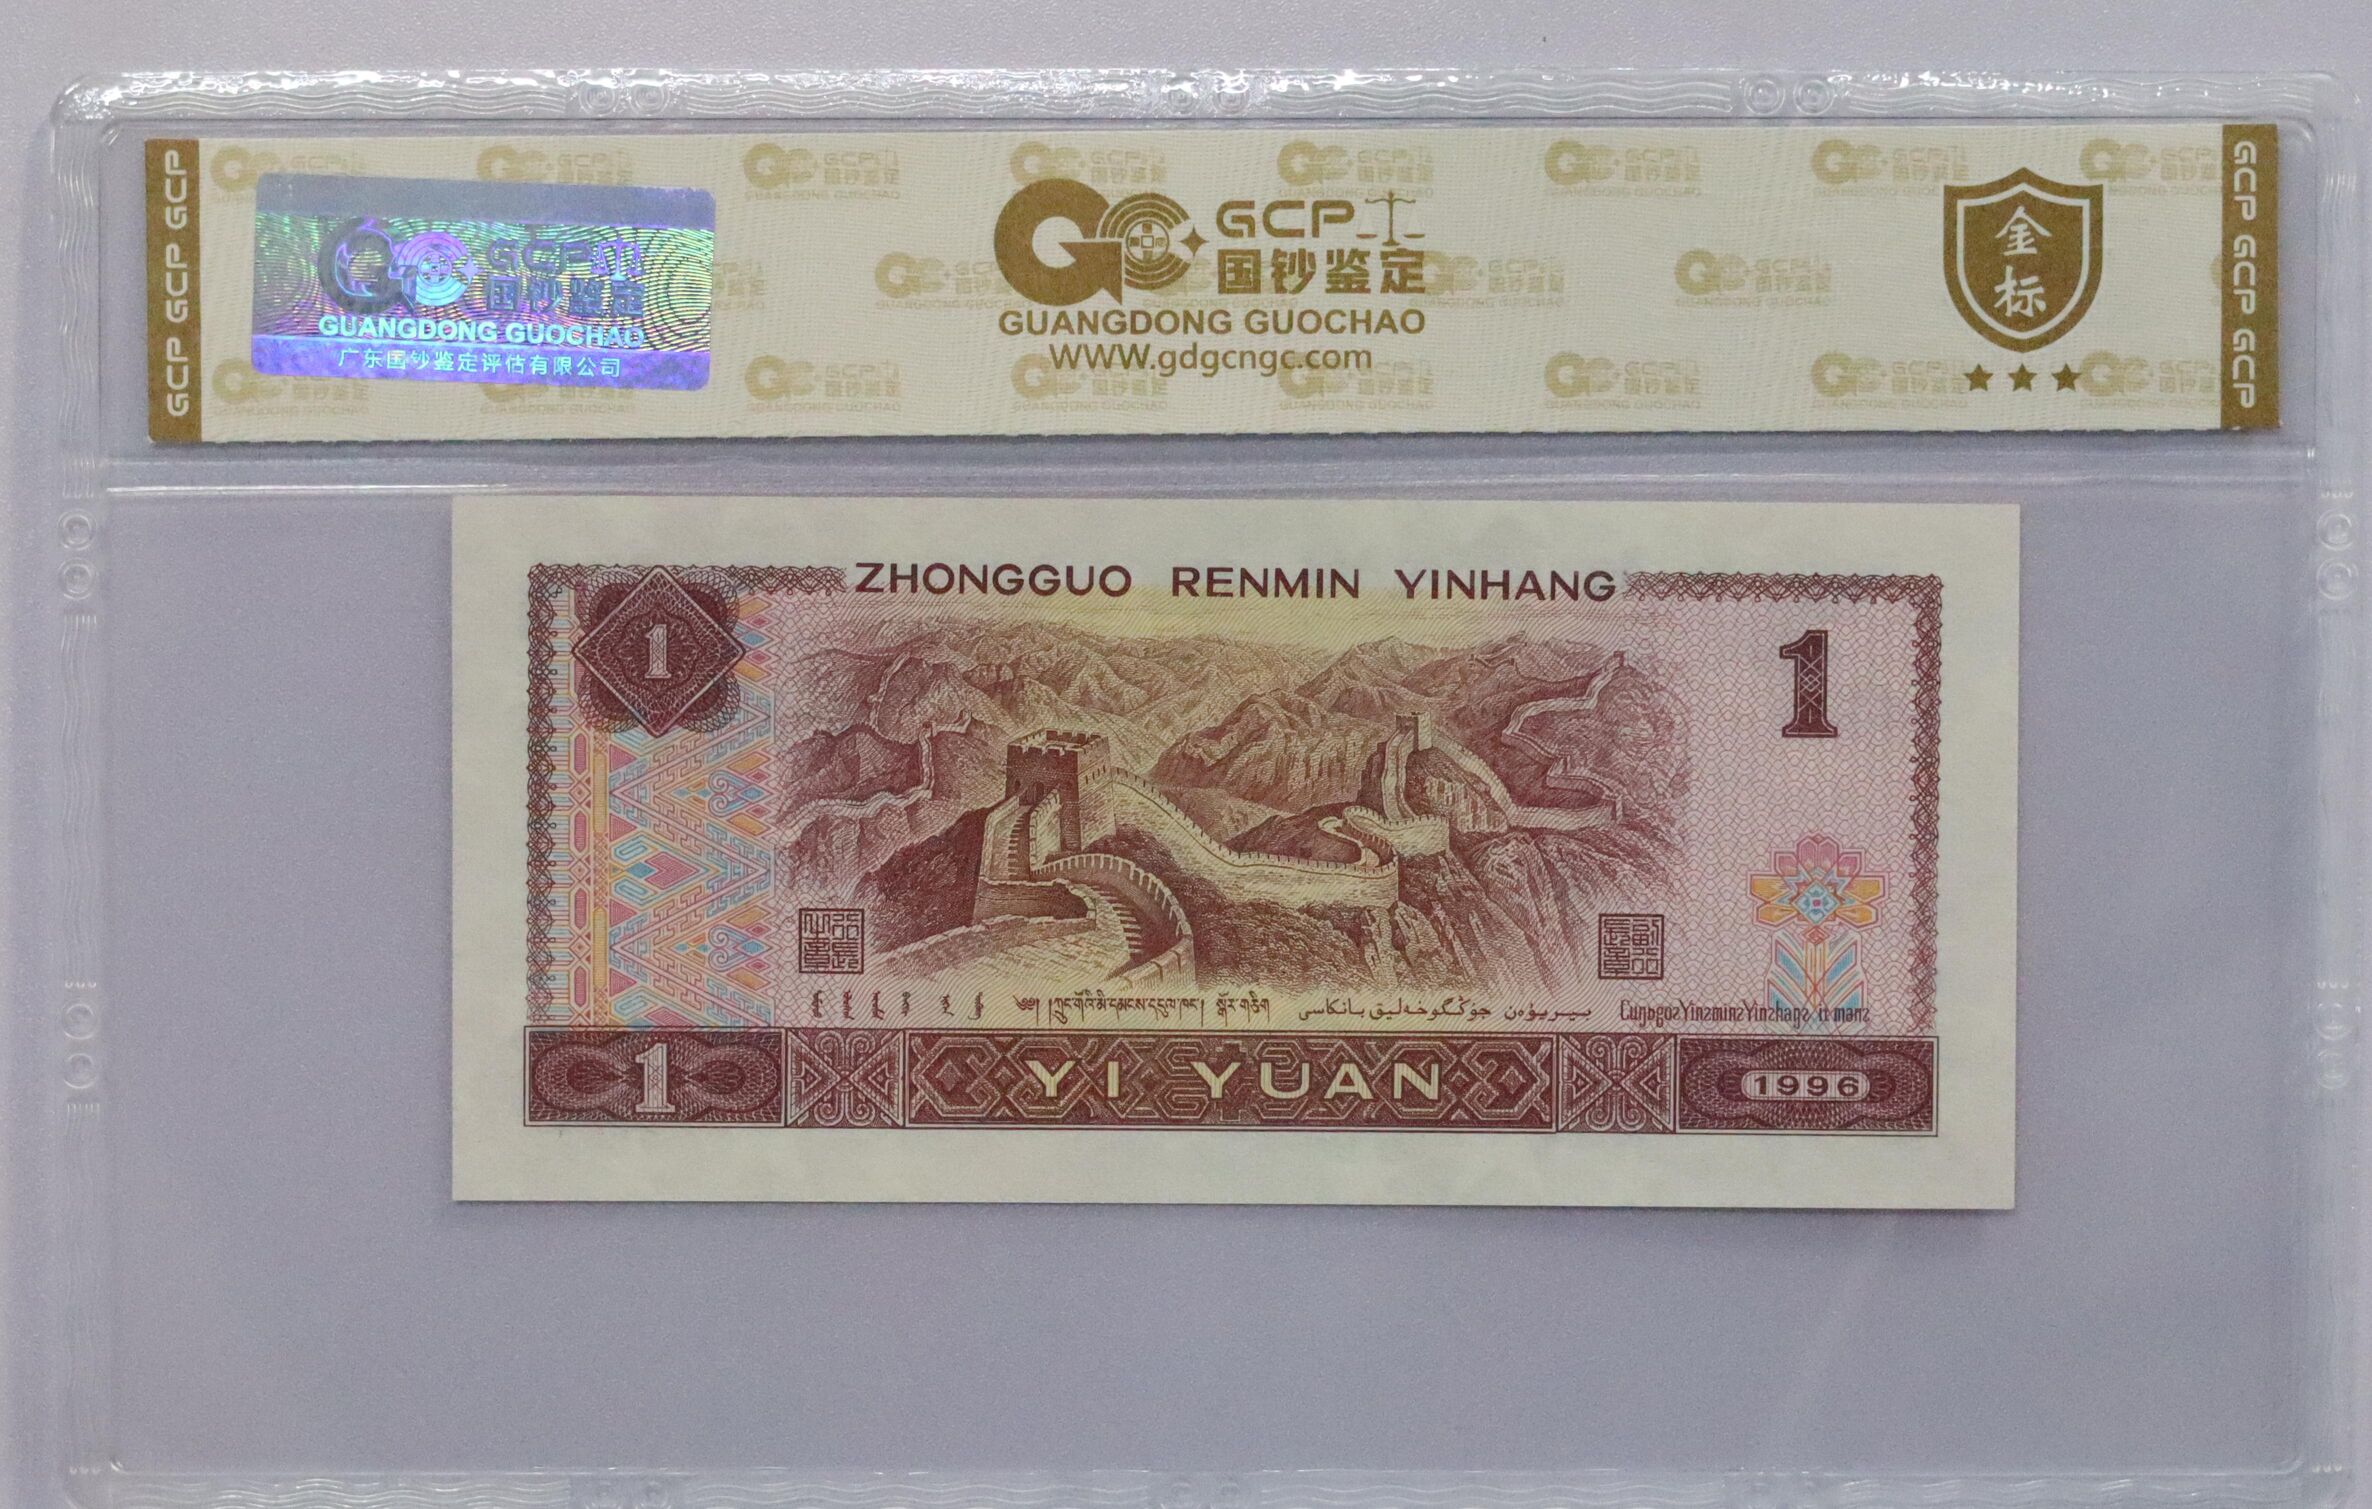 GCP GCP GCP
GCP
国钞鉴定
GUANGDONG GUOCHAO
广东国钞鉴定评估有限公司
GCP
国钞鉴定
GUANGDONG GUOCHAO
WWW.gdgcngc.com
金
标
GCP GCP GCP
ZHONGGUO RENMIN YINHANG
1
1
1
YI YUAN
1996